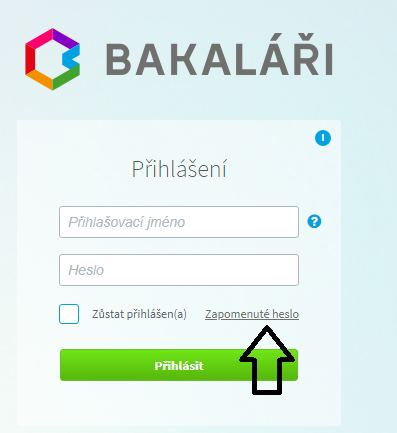 BAKALÁŘI
Přihlášení
Přihlašovací jméno
?
Heslo
Zůstat přihlášen(a) Zapomenuté heslo
Přihlásit